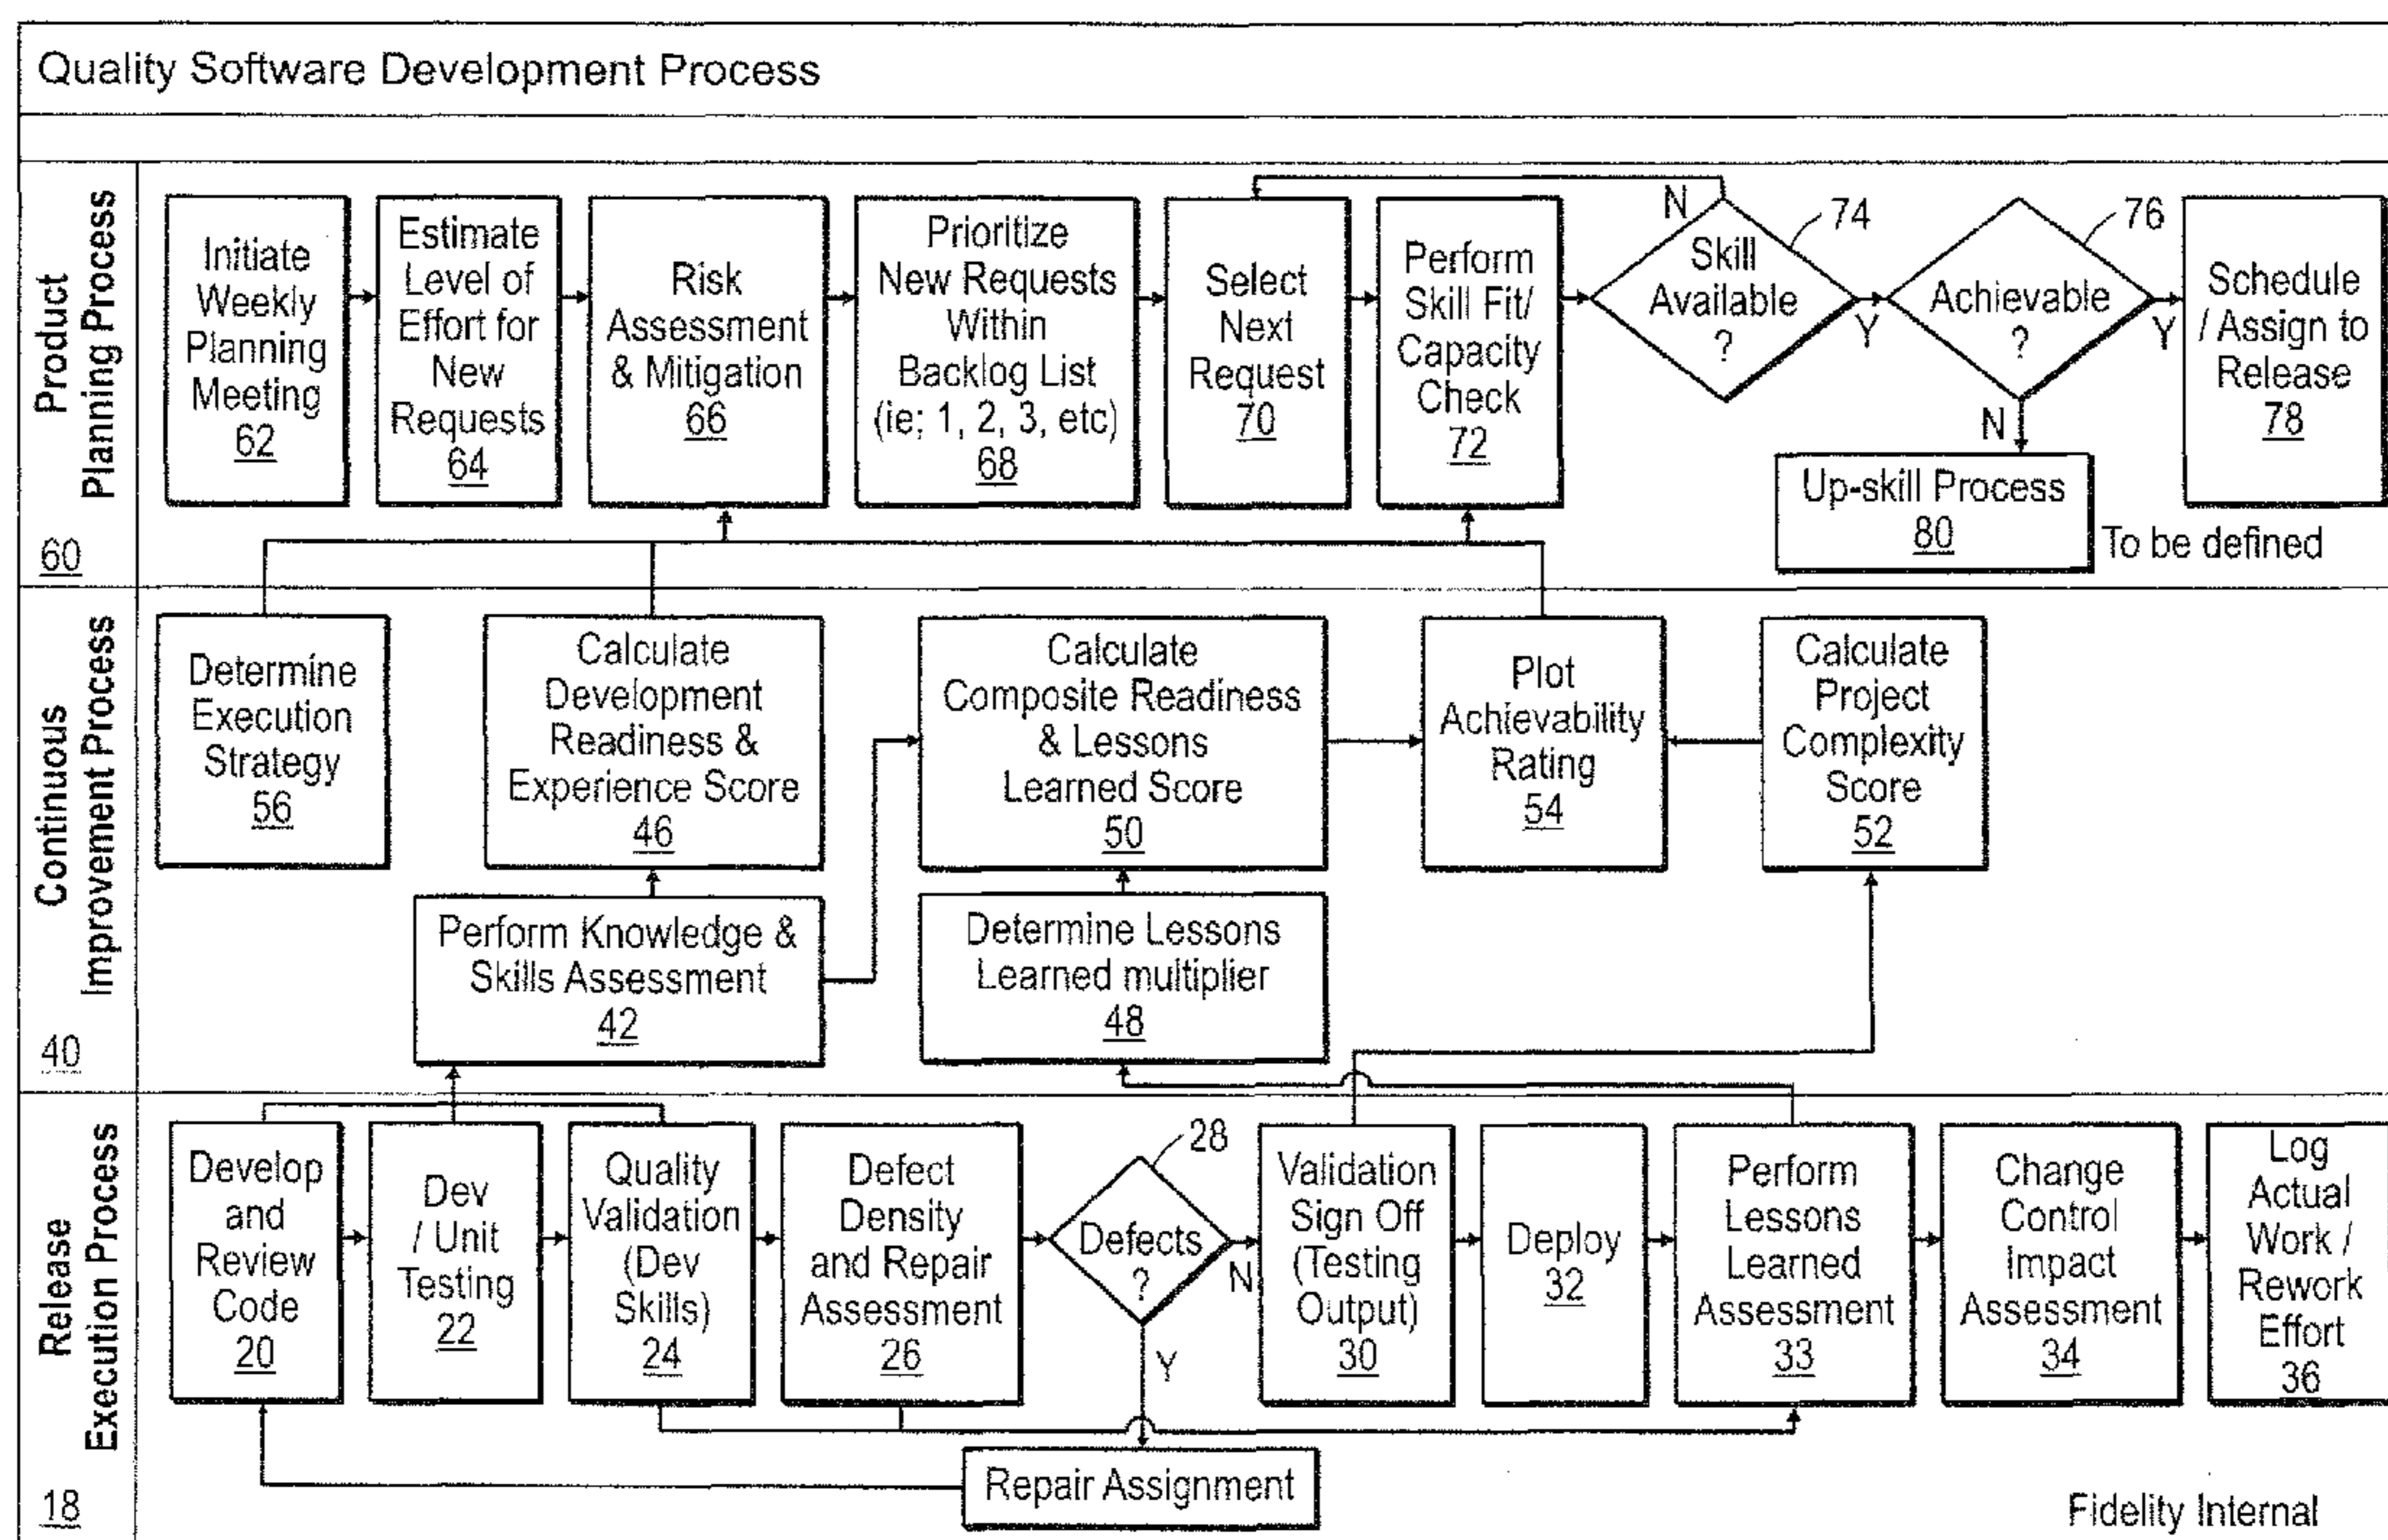 Quality Software Development Process
Product
Planning Process
60
Initiate
Weekly
Planning
Meeting
62
Estimate
Level of
Effort for
New
Requests
64
Risk
Assessment
& Mitigation
66
Prioritize
New Requests
Within
Backlog List
(ie; 1, 2, 3, etc)
68
Select
Next
Request
70
Perform
Skill Fit/
Capacity
Check
72
N
Skill
Available
?
74
Y
Achievable
?
76
Y
N
Schedule
/ Assign to
Release
78
Up-skill Process
80
To be defined
Continuous
Improvement Process
40
Determine
Execution
Strategy
56
Calculate
Development
Readiness &
Experience Score
46
Calculate
Composite Readiness
& Lessons
Learned Score
50
Plot
Achievability
Rating
54
Calculate
Project
Complexity
Score
52
Perform Knowledge &
Skills Assessment
42
Determine Lessons
Learned multiplier
48
Release
Execution Process
18
Develop
and
Review
Code
20
Dev
/ Unit
Testing
22
Quality
Validation
(Dev
Skills)
24
Defect
Density
and Repair
Assessment
26
28
Defects
?
N
Y
Validation
Sign Off
(Testing
Output)
30
Deploy
32
Perform
Lessons
Learned
Assessment
33
Change
Control
Impact
Assessment
34
Log
Actual
Work /
Rework
Effort
36
Repair Assignment
Fidelity Internal